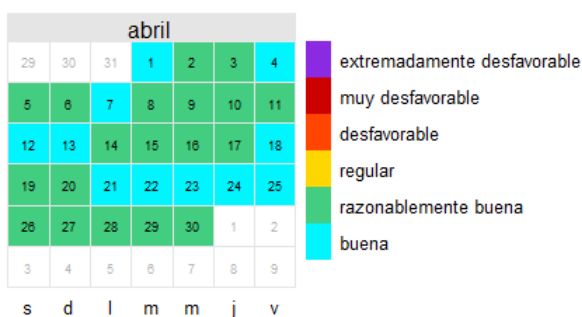 abril
29 30 31 1 2 3 4
5 6 7 8 9 10 11
12 13 14 15 16 17 18
19 20 21 22 23 24 25
26 27 28 29 30 1 2
3 4 5 6 7 8 9
s d l m m j v
extremadamente desfavorable
muy desfavorable
desfavorable
regular
razonablemente buena
buena